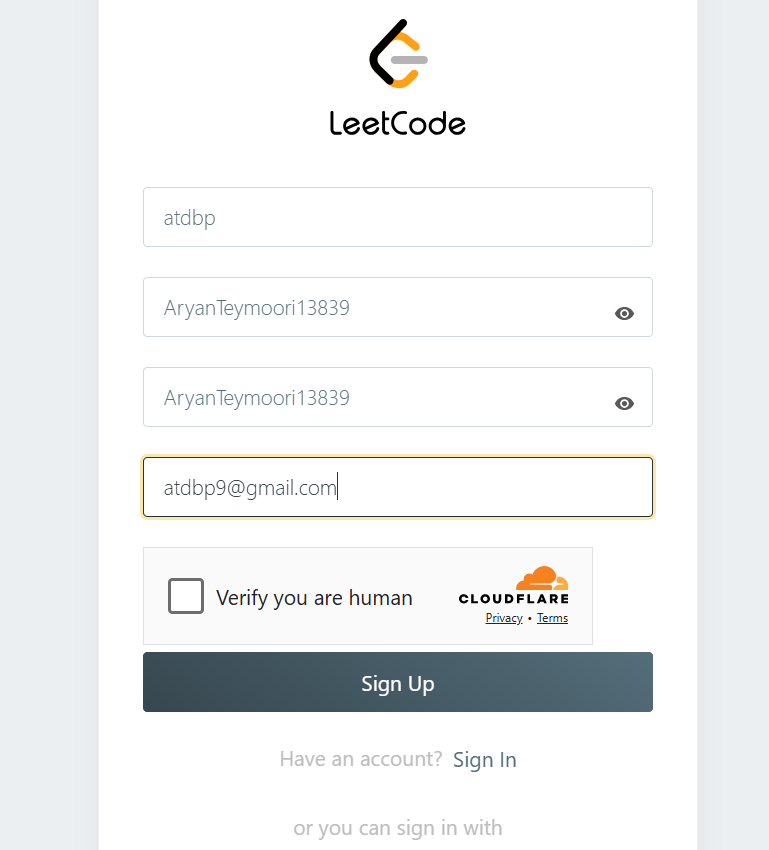 LeetCode
atdbp
AryanTeymoori13839
AryanTeymoori13839
atdbp9@gmail.com
Verify you are human
CLOUDFLARE
Privacy • Terms
Sign Up
Have an account? Sign In
or you can sign in with